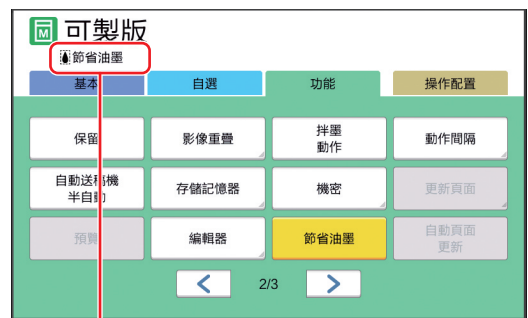 M 可製版
節省油墨
基本 自選 功能 操作配置
保留 影像重疊 拌墨 動作 動作間隔
自動送稿機 半自動 存儲記憶器 機密 更新頁面
編輯器 節省油墨 自動頁面 更新
2/3